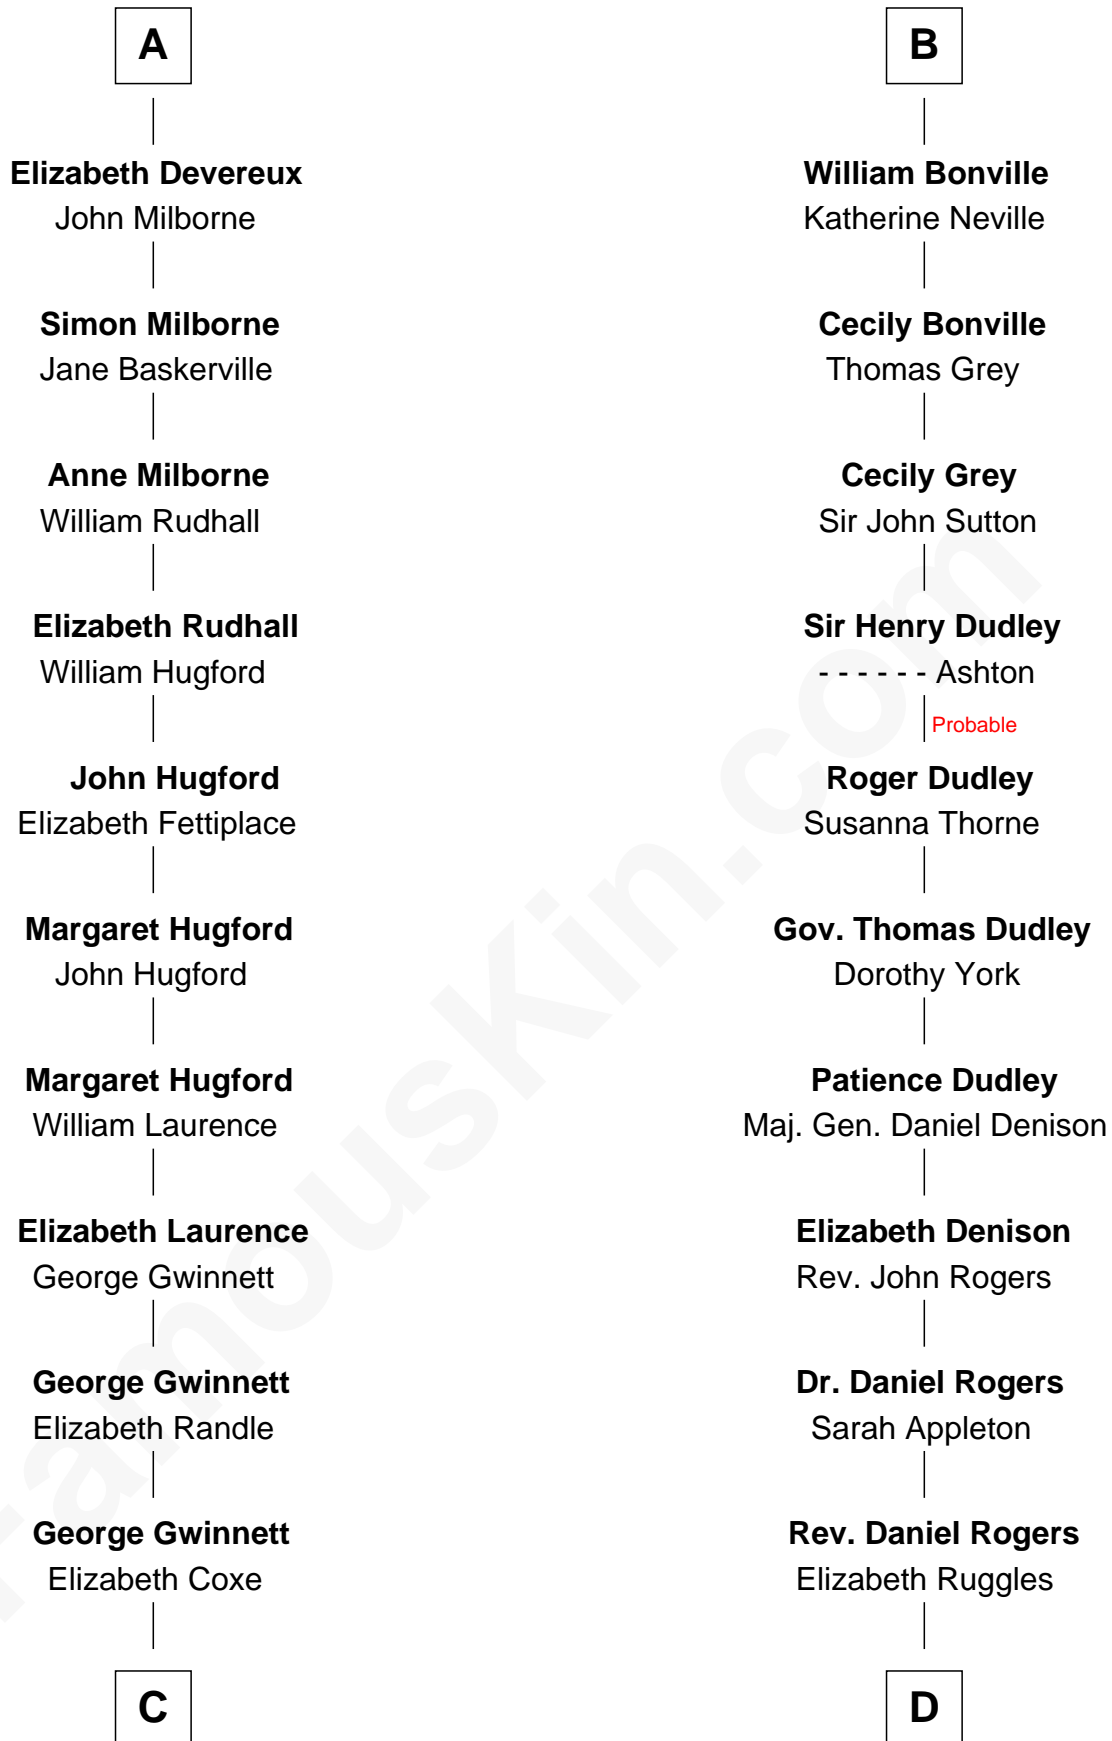 A
Elizabeth Devereux
John Milborne
Simon Milborne
Jane Baskerville
Anne Milborne
William Rudhall
Elizabeth Rudhall
William Hugford
John Hugford
Elizabeth Fettiplace
Margaret Hugford
John Hugford
Margaret Hugford
William Laurence
Elizabeth Laurence
George Gwinnett
George Gwinnett
Elizabeth Randle
George Gwinnett
Elizabeth Coxe
C
B
William Bonville
Katherine Neville
Cecily Bonville
Thomas Grey
Cecily Grey
Sir John Sutton
Sir Henry Dudley
- - - - - - Ashton
Probable
Roger Dudley
Susanna Thorne
Gov. Thomas Dudley
Dorothy York
Patience Dudley
Maj. Gen. Daniel Denison
Elizabeth Denison
Rev. John Rogers
Dr. Daniel Rogers
Sarah Appleton
Rev. Daniel Rogers
Elizabeth Ruggles
D
FamousKin.com